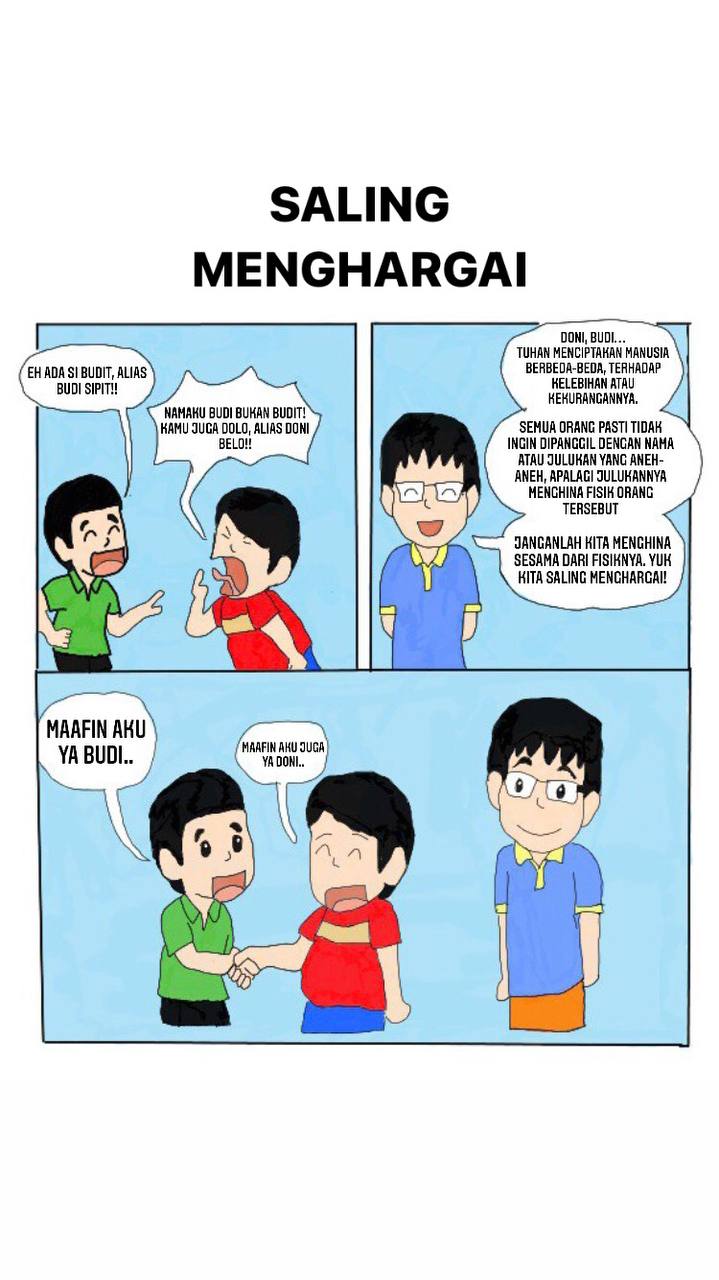 SALING
MENGHARGAI
EH ADA SI BUDIT, ALIAS
BUDI SIPIT!!
NAMAKU BUDI BUKAN BUDIT!
KAMU JUGA DOLO, ALIAS DONI
BELO!!
DONI, BUDI...
TUHAN MENCIPTAKAN MANUSIA
BERBEDA-BEDA, TERHADAP
KELEBIHAN ATAU
KEKURANGANNYA.
SEMUA ORANG PASTI TIDAK
INGIN DIPANGGIL DENGAN NAMA
ATAU JULUKAN YANG ANEH-
ANEH, APALAGI JULUKANNYA
MENGHINA FISIK ORANG
TERSEBUT
JANGANLAH KITA MENGHINA
SESAMA DARI FISIKNYA. YUK
KITA SALING MENGHARGAI!
MAAFIN AKU
YA BUDI..
MAAFIN AKU JUGA
YA DONI..